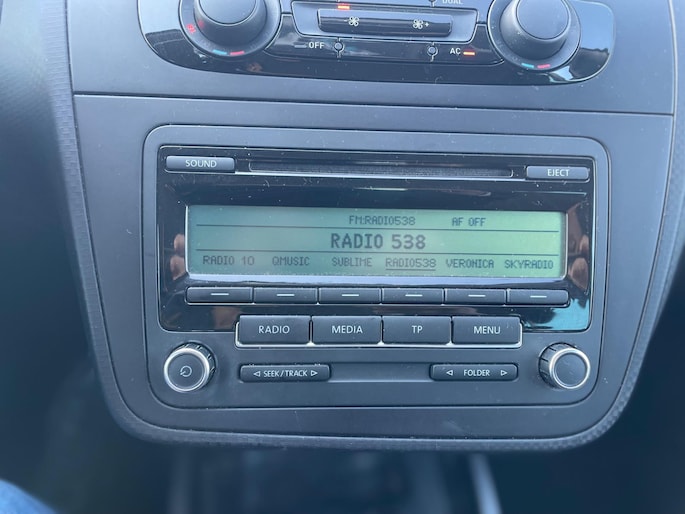 DUAL
OFF AC
SOUND EJECT
FM:RADIO538 AF OFF
RADIO 538
RADIO 10 QMUSIC SUBLIME RADIO538 VERONICA SKYRADIO
RADIO MEDIA TP MENU
SEEK/TRACK FOLDER